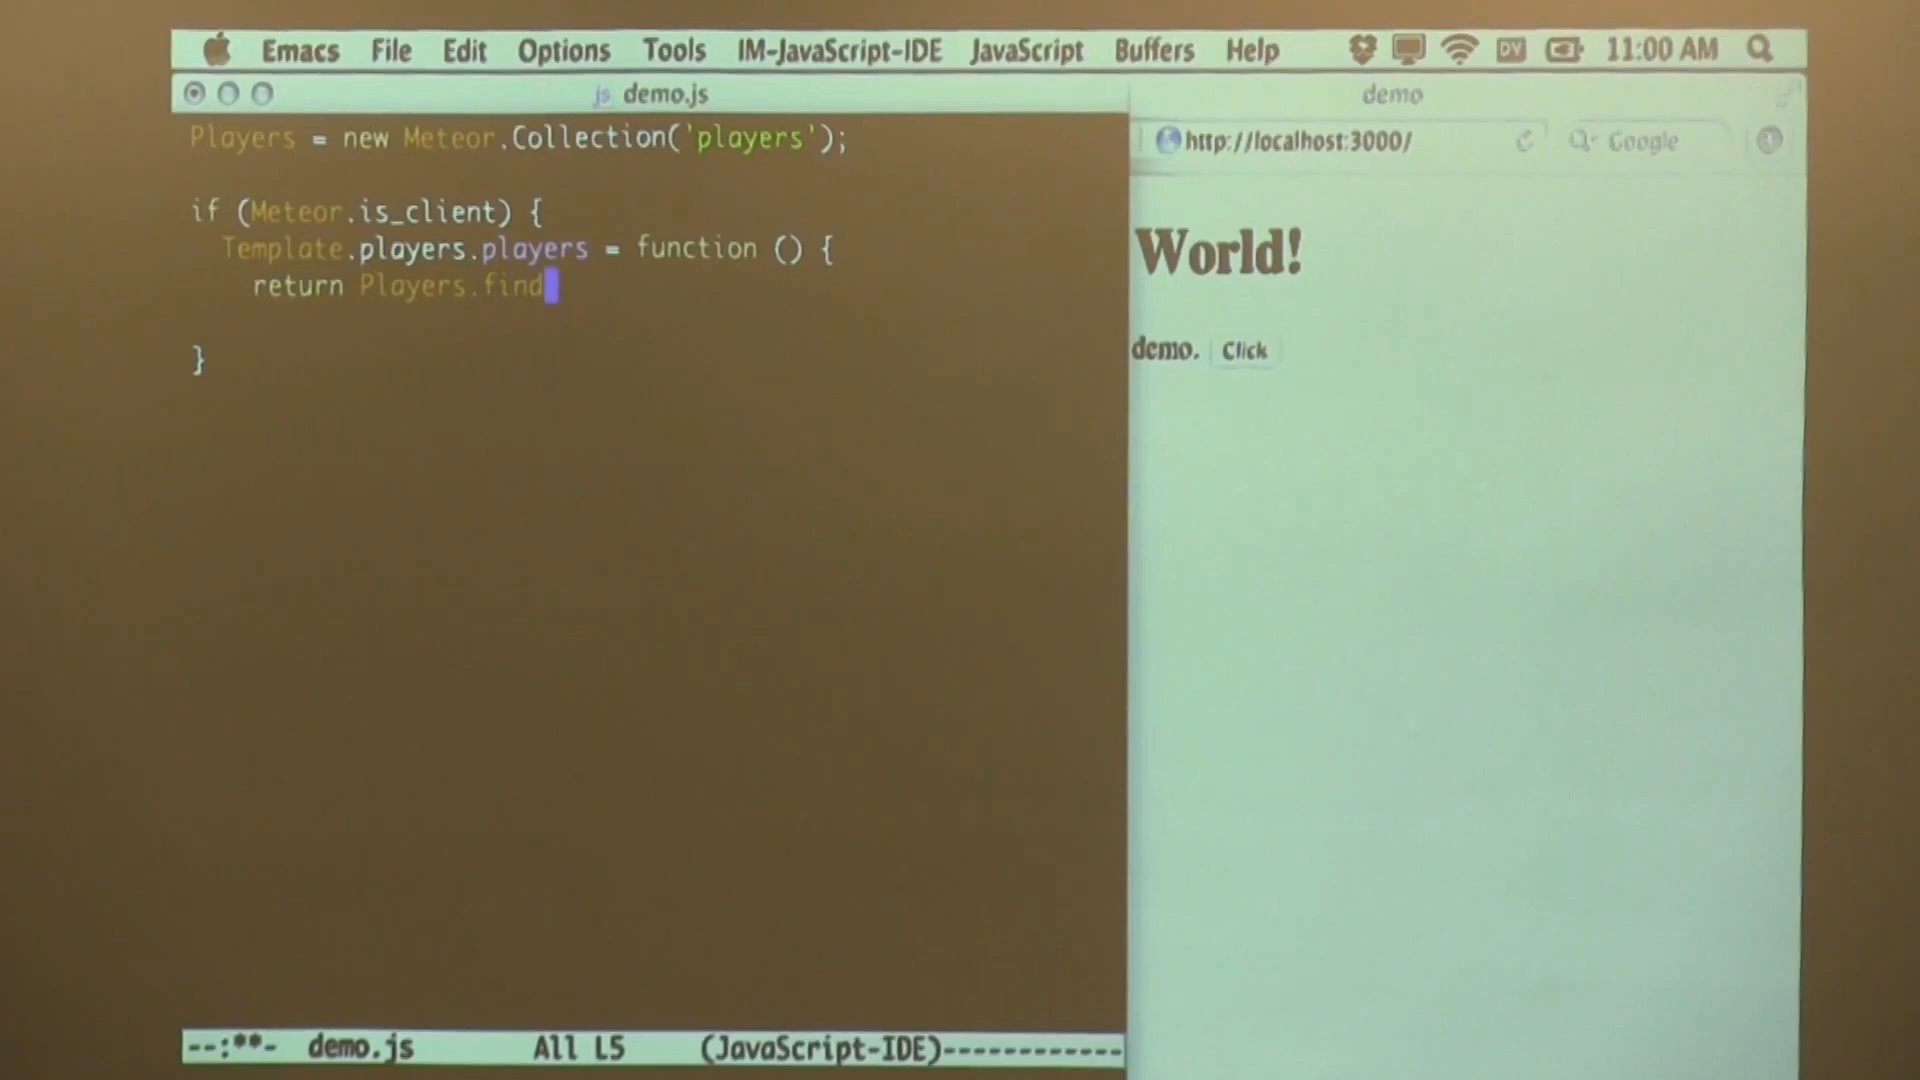 Emacs File Edit Options Tools IM-JavaScript-IDE JavaScript Buffers Help DV 11:00 AM
js demo.js
Players = new Meteor.Collection('players');
if (Meteor.is_client) {
Template.players.players = function () {
return Players.find
}
--:**- demo.js All L5 (JavaScript-IDE)------------
demo
http://localhost:3000/ Google
World!
demo. Click